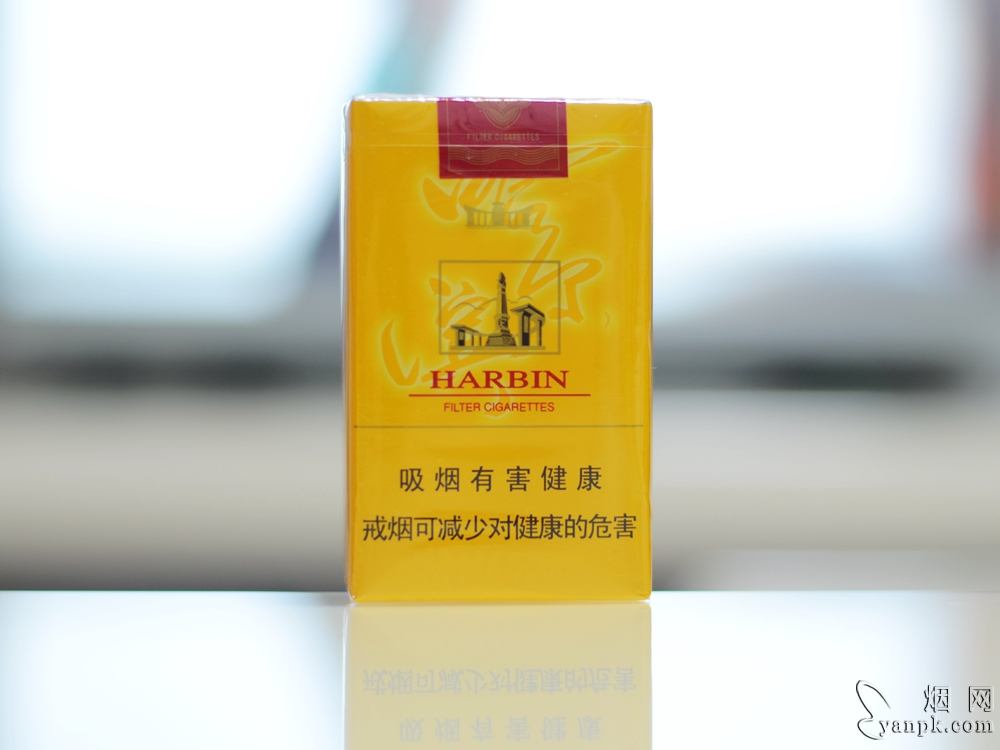 FILTER CIGARETTES
HARBIN
FILTER CIGARETTES
吸烟有害健康
戒烟可减少对健康的危害
烟网
yanpk.com